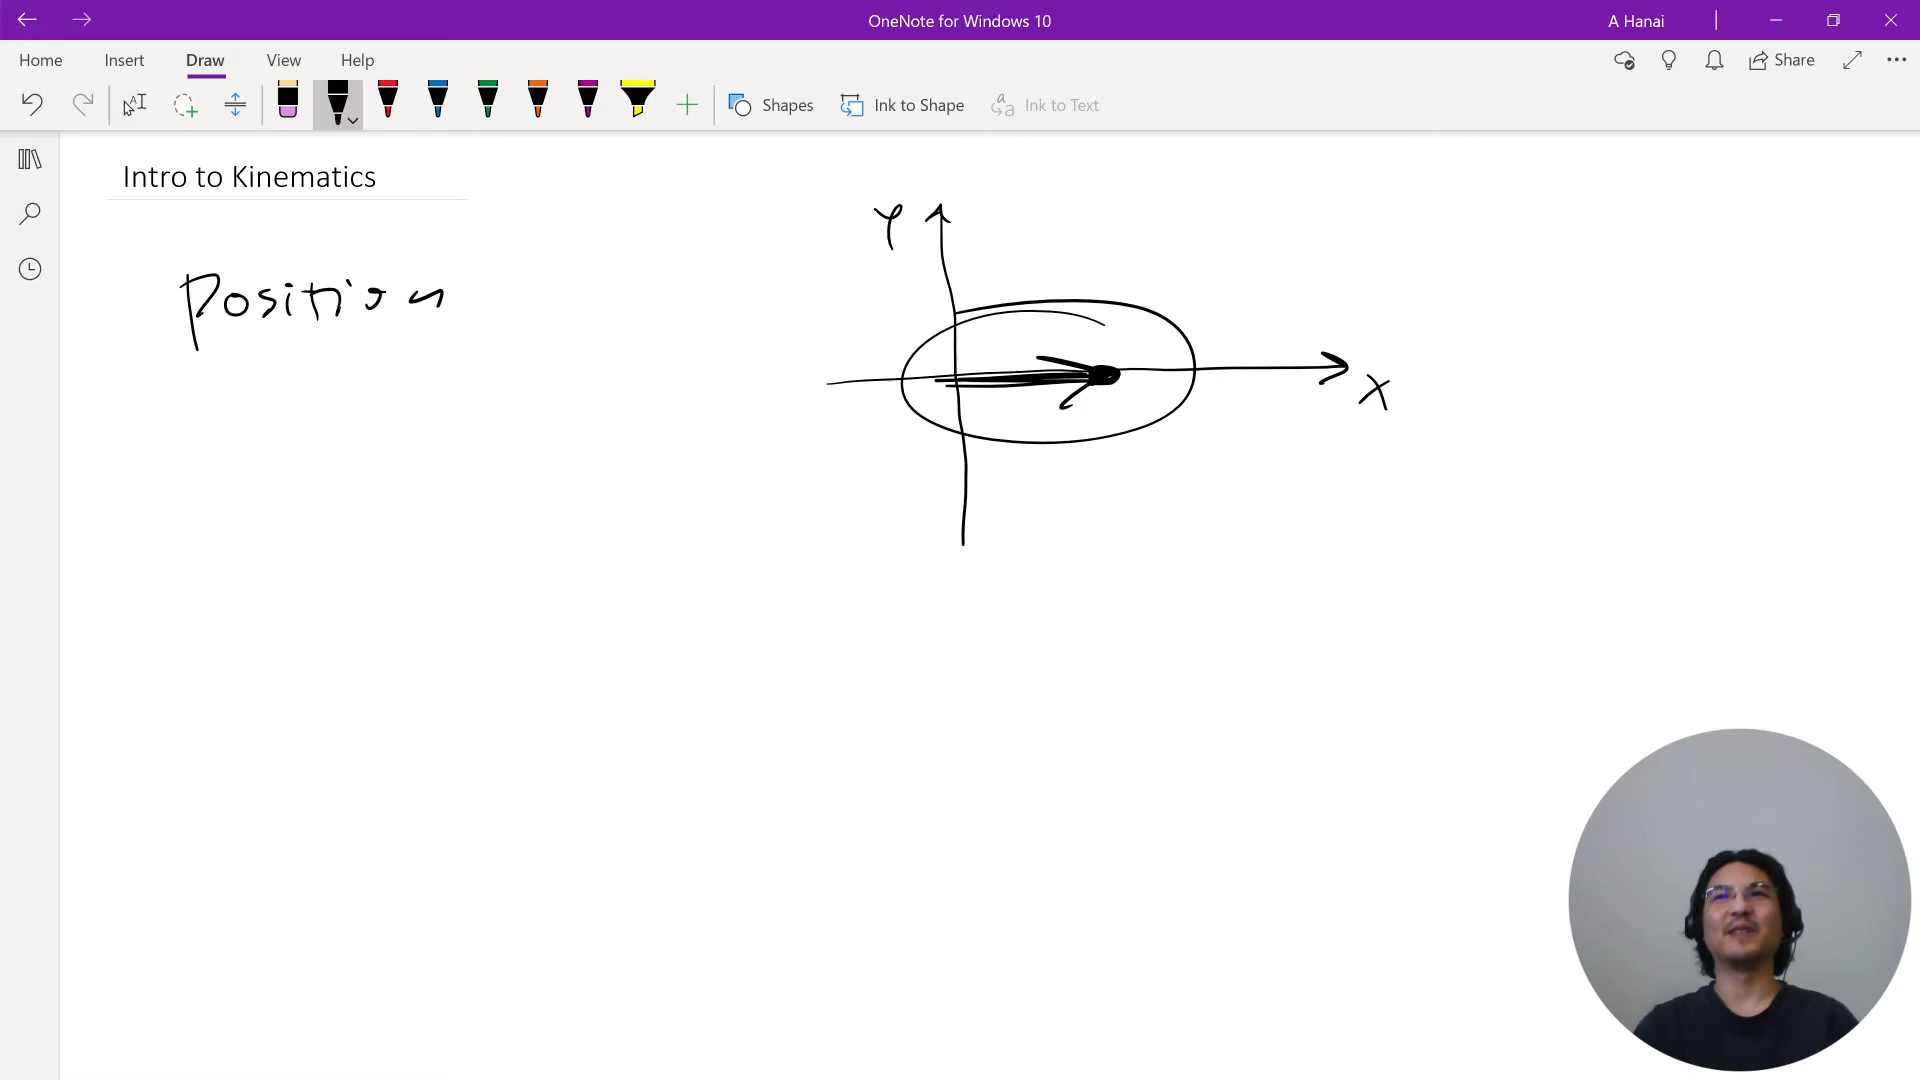 OneNote for Windows 10
A Hanai
Home Insert Draw View Help
Share
Shapes Ink to Shape Ink to Text
Intro to Kinematics
Position
Y
X